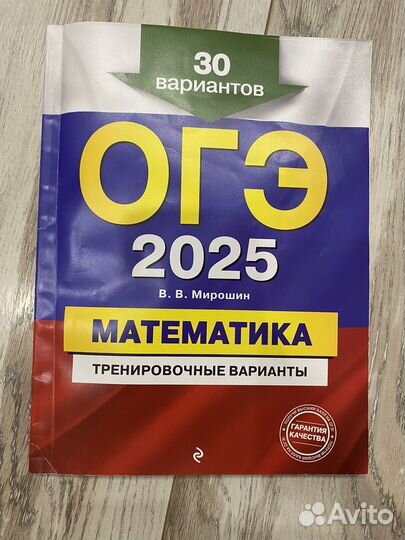 30
вариантов
ОГЭ
2025
В. В. Мирошин
МАТЕМАТИКА
ТРЕНИРОВОЧНЫЕ ВАРИАНТЫ
ГАРАНТИЯ
КАЧЕСТВА
Avito